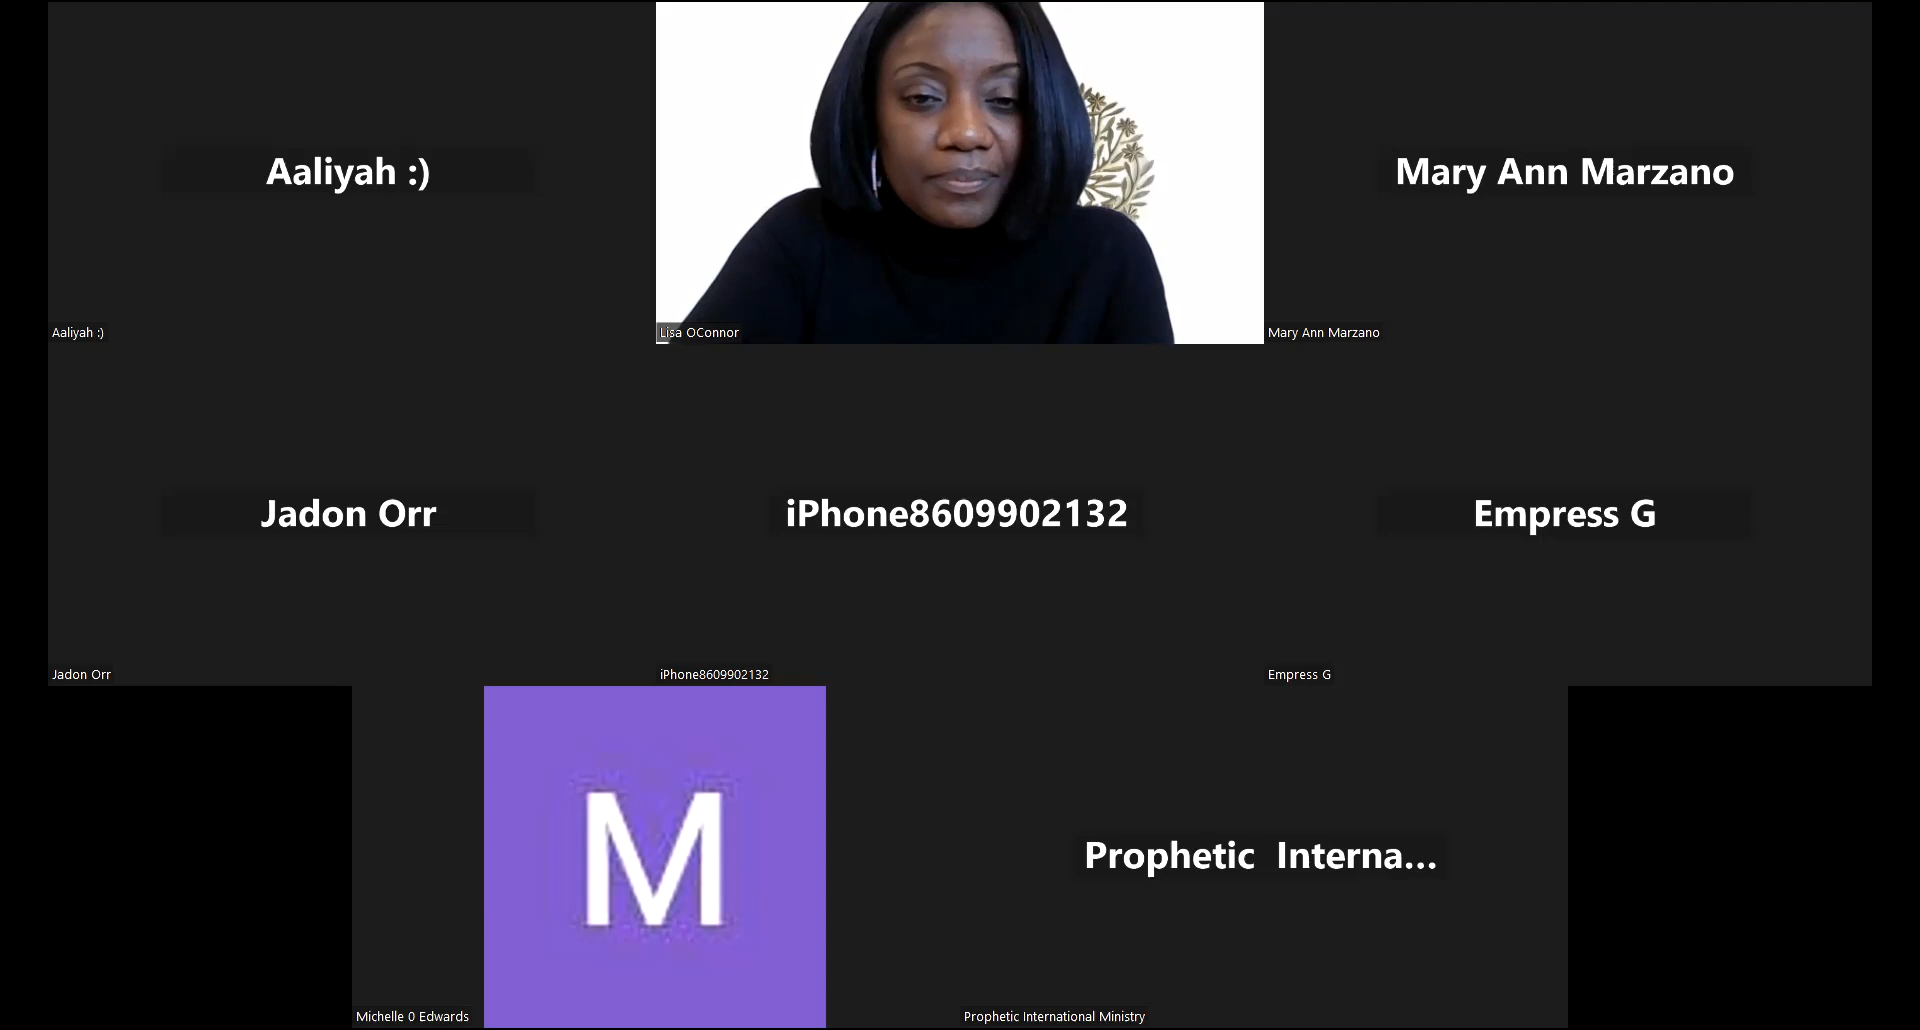 Aaliyah :)
Mary Ann Marzano
Aaliyah :)
Lisa OConnor
Mary Ann Marzano
Jadon Orr
iPhone8609902132
Empress G
Jadon Orr
iPhone8609902132
Empress G
M
Prophetic  Interna...
Michelle 0 Edwards
Prophetic International Ministry